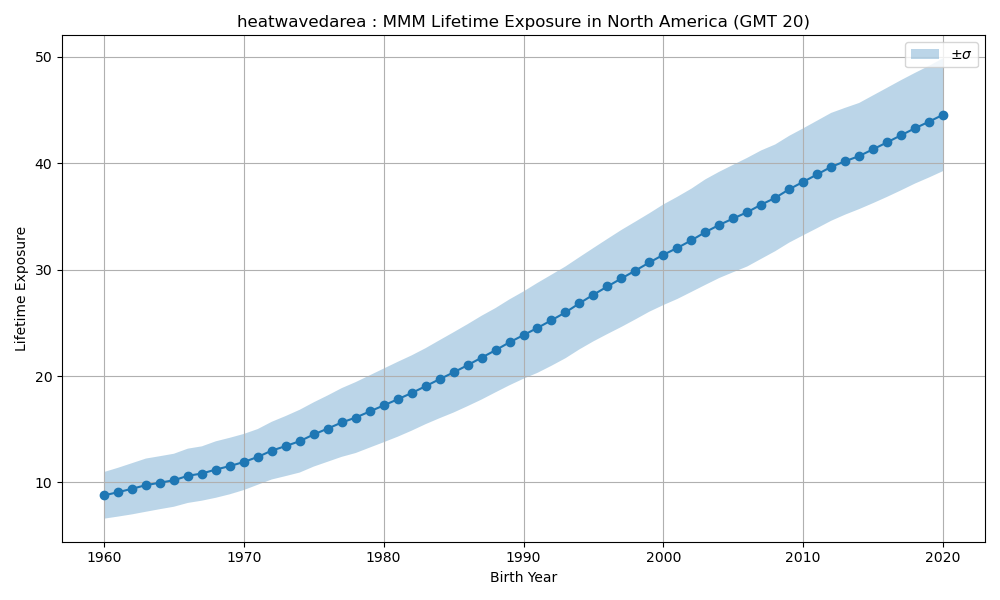 heatwavedarea : MMM Lifetime Exposure in North America (GMT 20)
±σ
50
40
30
20
10
Lifetime Exposure
1960 1970 1980 1990 2000 2010 2020
Birth Year